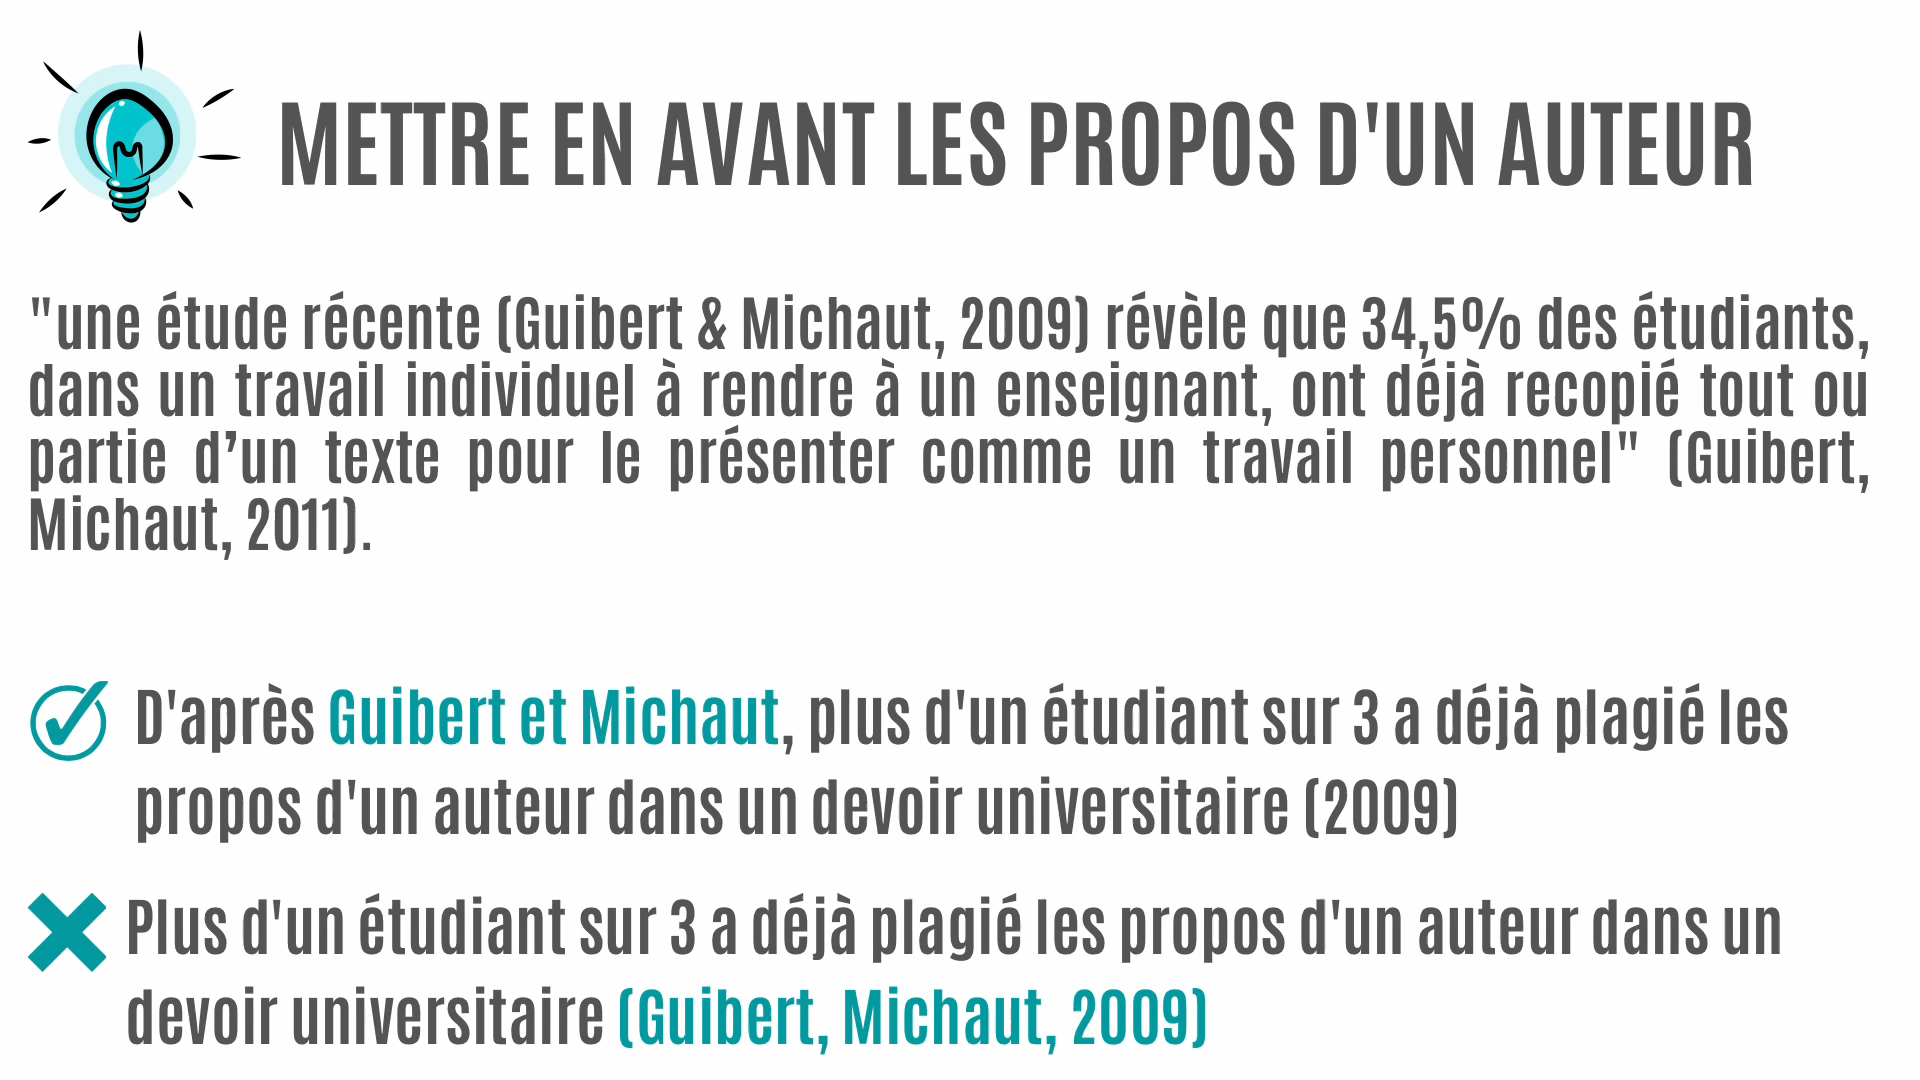 METTRE EN AVANT LES PROPOS D'UN AUTEUR
"une étude récente (Guibert & Michaut, 2009) révèle que 34,5% des étudiants,
dans un travail individuel à rendre à un enseignant, ont déjà recopié tout ou
partie d’un texte pour le présenter comme un travail personnel" (Guibert,
Michaut, 2011).
D'après Guibert et Michaut, plus d'un étudiant sur 3 a déjà plagié les
propos d'un auteur dans un devoir universitaire (2009)
Plus d'un étudiant sur 3 a déjà plagié les propos d'un auteur dans un
devoir universitaire (Guibert, Michaut, 2009)